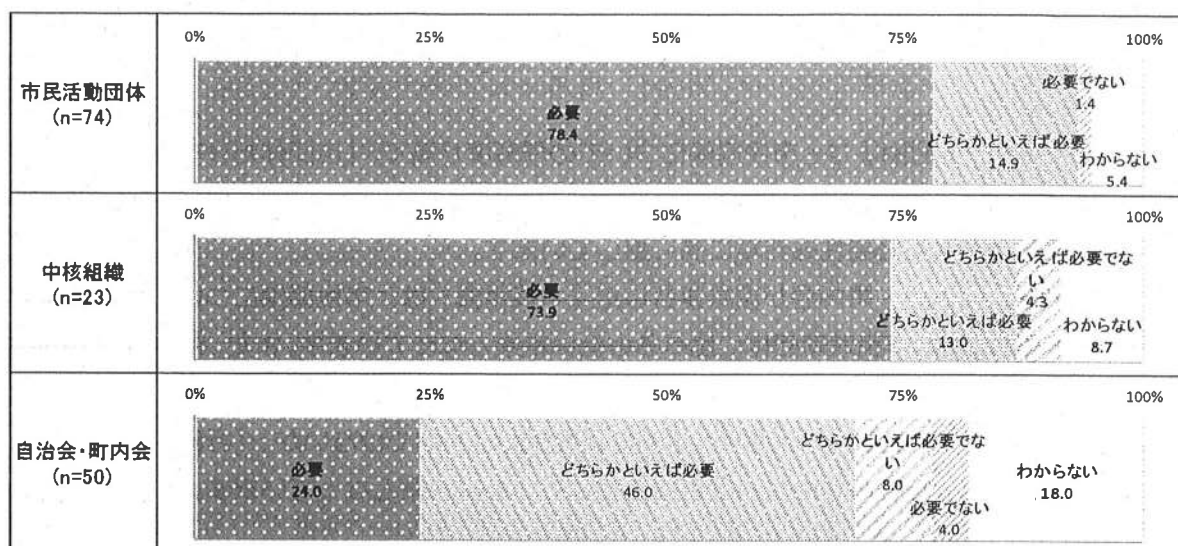 0% 25% 50% 75% 100%
市民活動団体
(n=74)
必要
78.4
どちらかといえば必要
14.9
必要でない
1.4
わからない
5.4
0% 25% 50% 75% 100%
中核組織
(n=23)
必要
73.9
どちらかといえば必要
13.0
どちらかといえば必要でな
い
4.3
わからない
8.7
0% 25% 50% 75% 100%
自治会・町内会
(n=50)
必要
24.0
どちらかといえば必要
46.0
どちらかといえば必要でな
い
8.0
必要でない
4.0
わからない
18.0